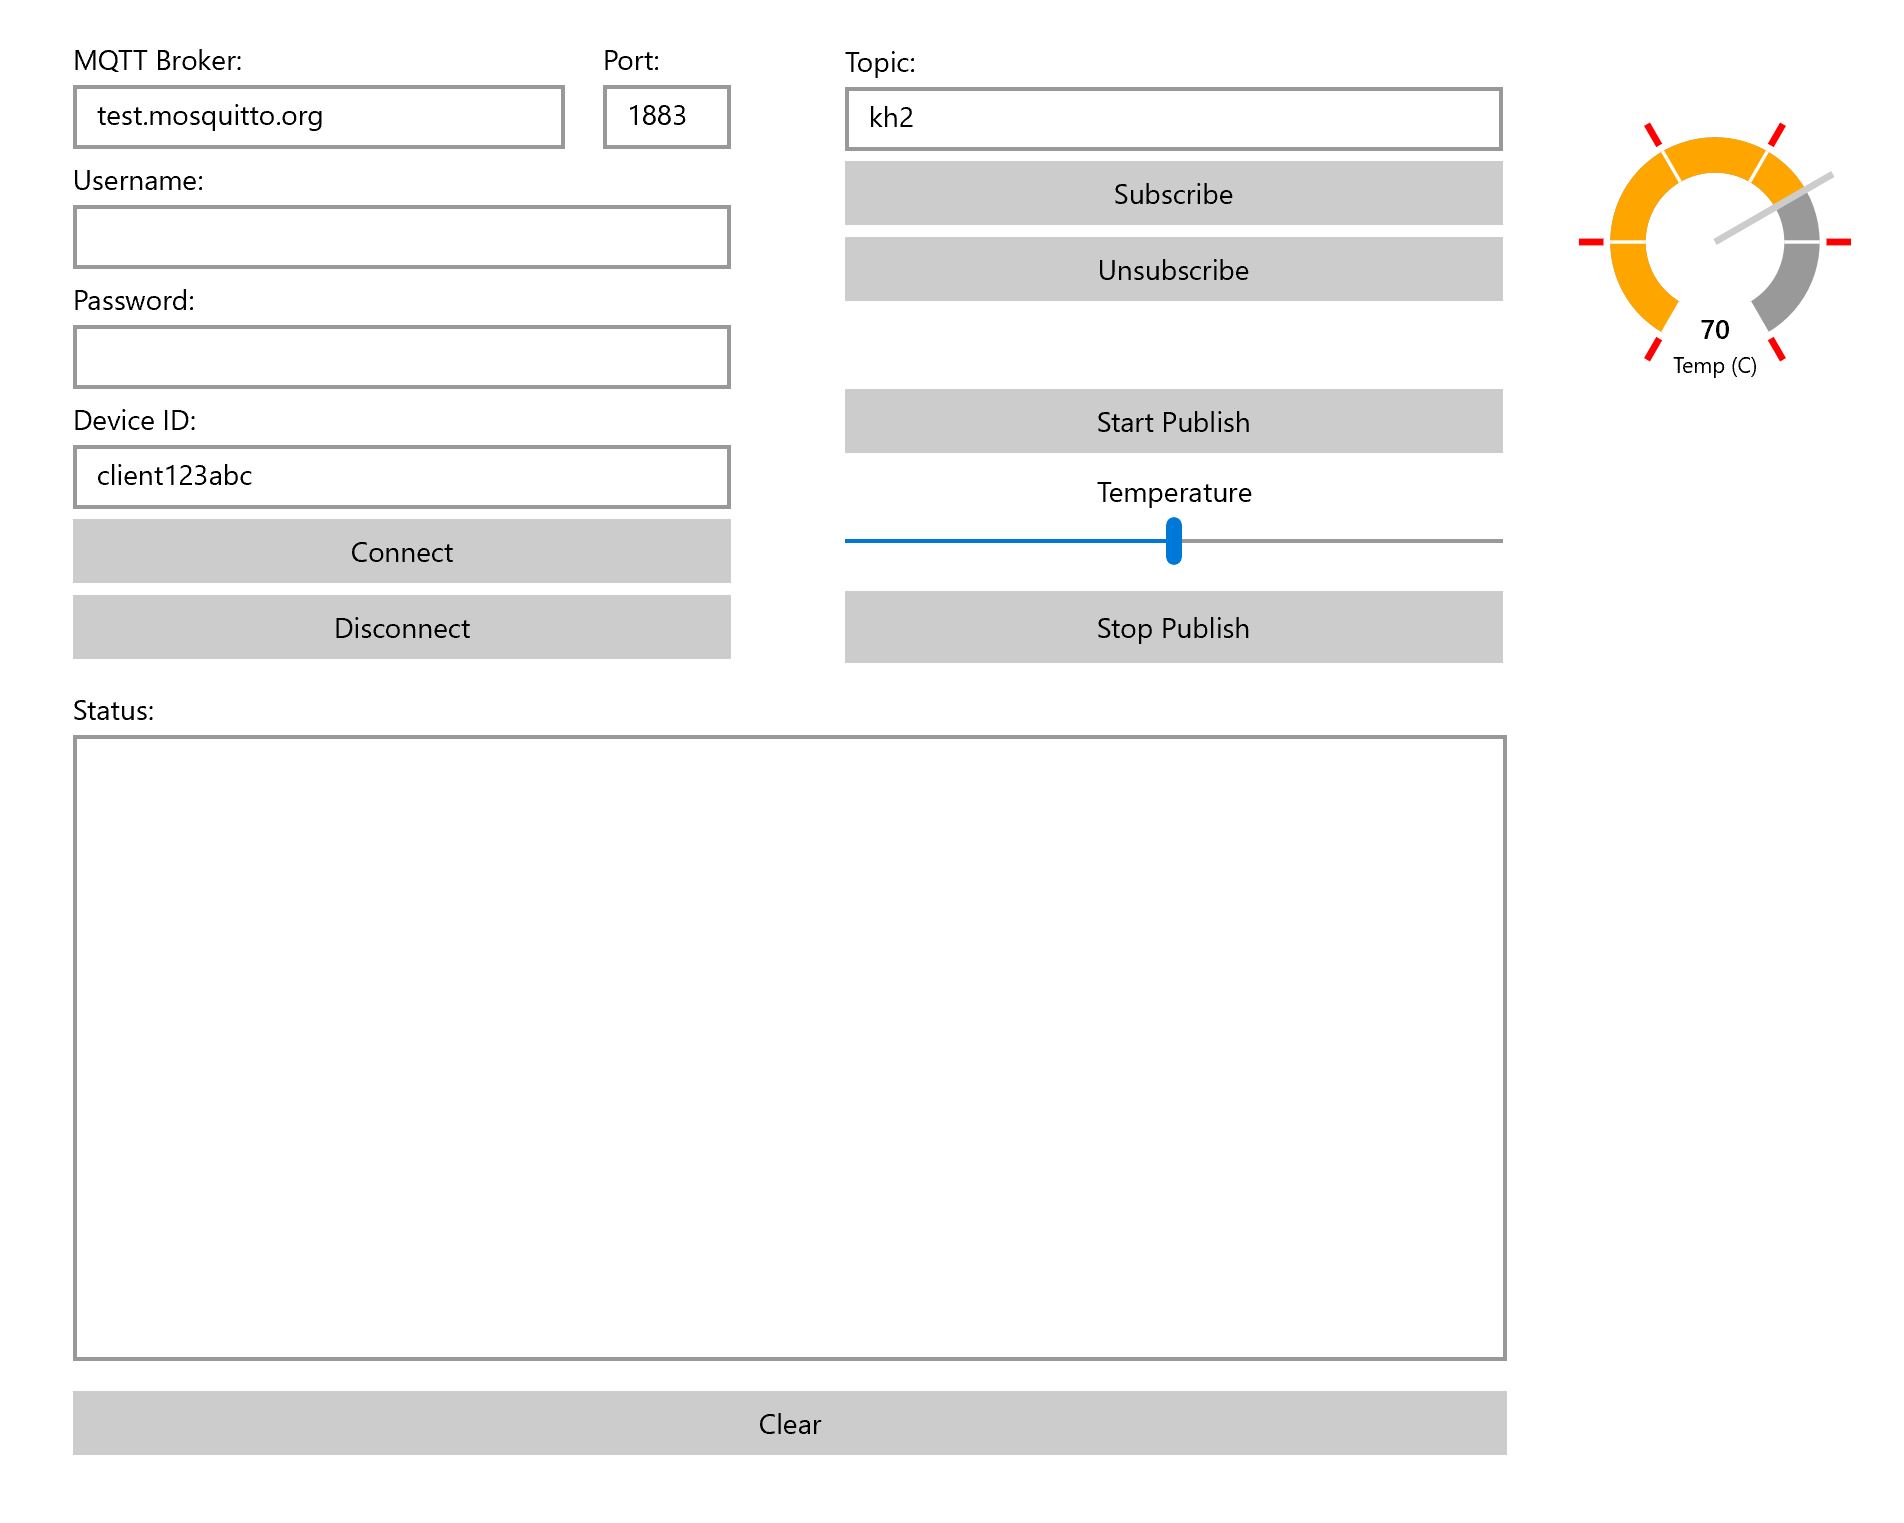 MQTT Broker:
Port:
test.mosquitto.org
1883
Username:
Password:
Device ID:
client123abc
Connect
Disconnect
Topic:
kh2
Subscribe
Unsubscribe
Start Publish
Temperature
Stop Publish
70
Temp (C)
Status:
Clear